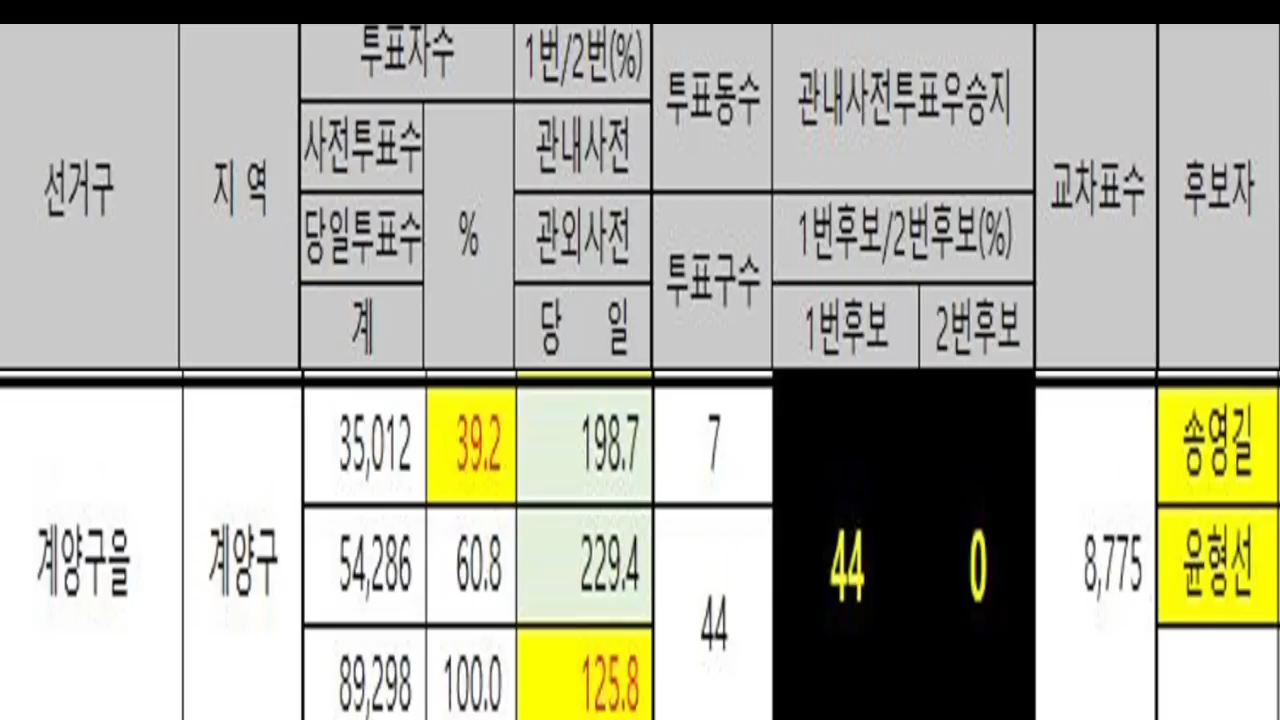 선거구
지 역
투표자수
1번/2번(%)
투표동수
관내사전투표우승지
교차표수
후보자
사전투표수
%
관내사전
당일투표수
관외사전
투표구수
1번후보/2번후보(%)
계
당 일
1번후보
2번후보
계양구을
계양구
35,012
39.2
198.7
7
44
0
8,775
송영길
54,286
60.8
229.4
44
윤형선
89,298
100.0
125.8